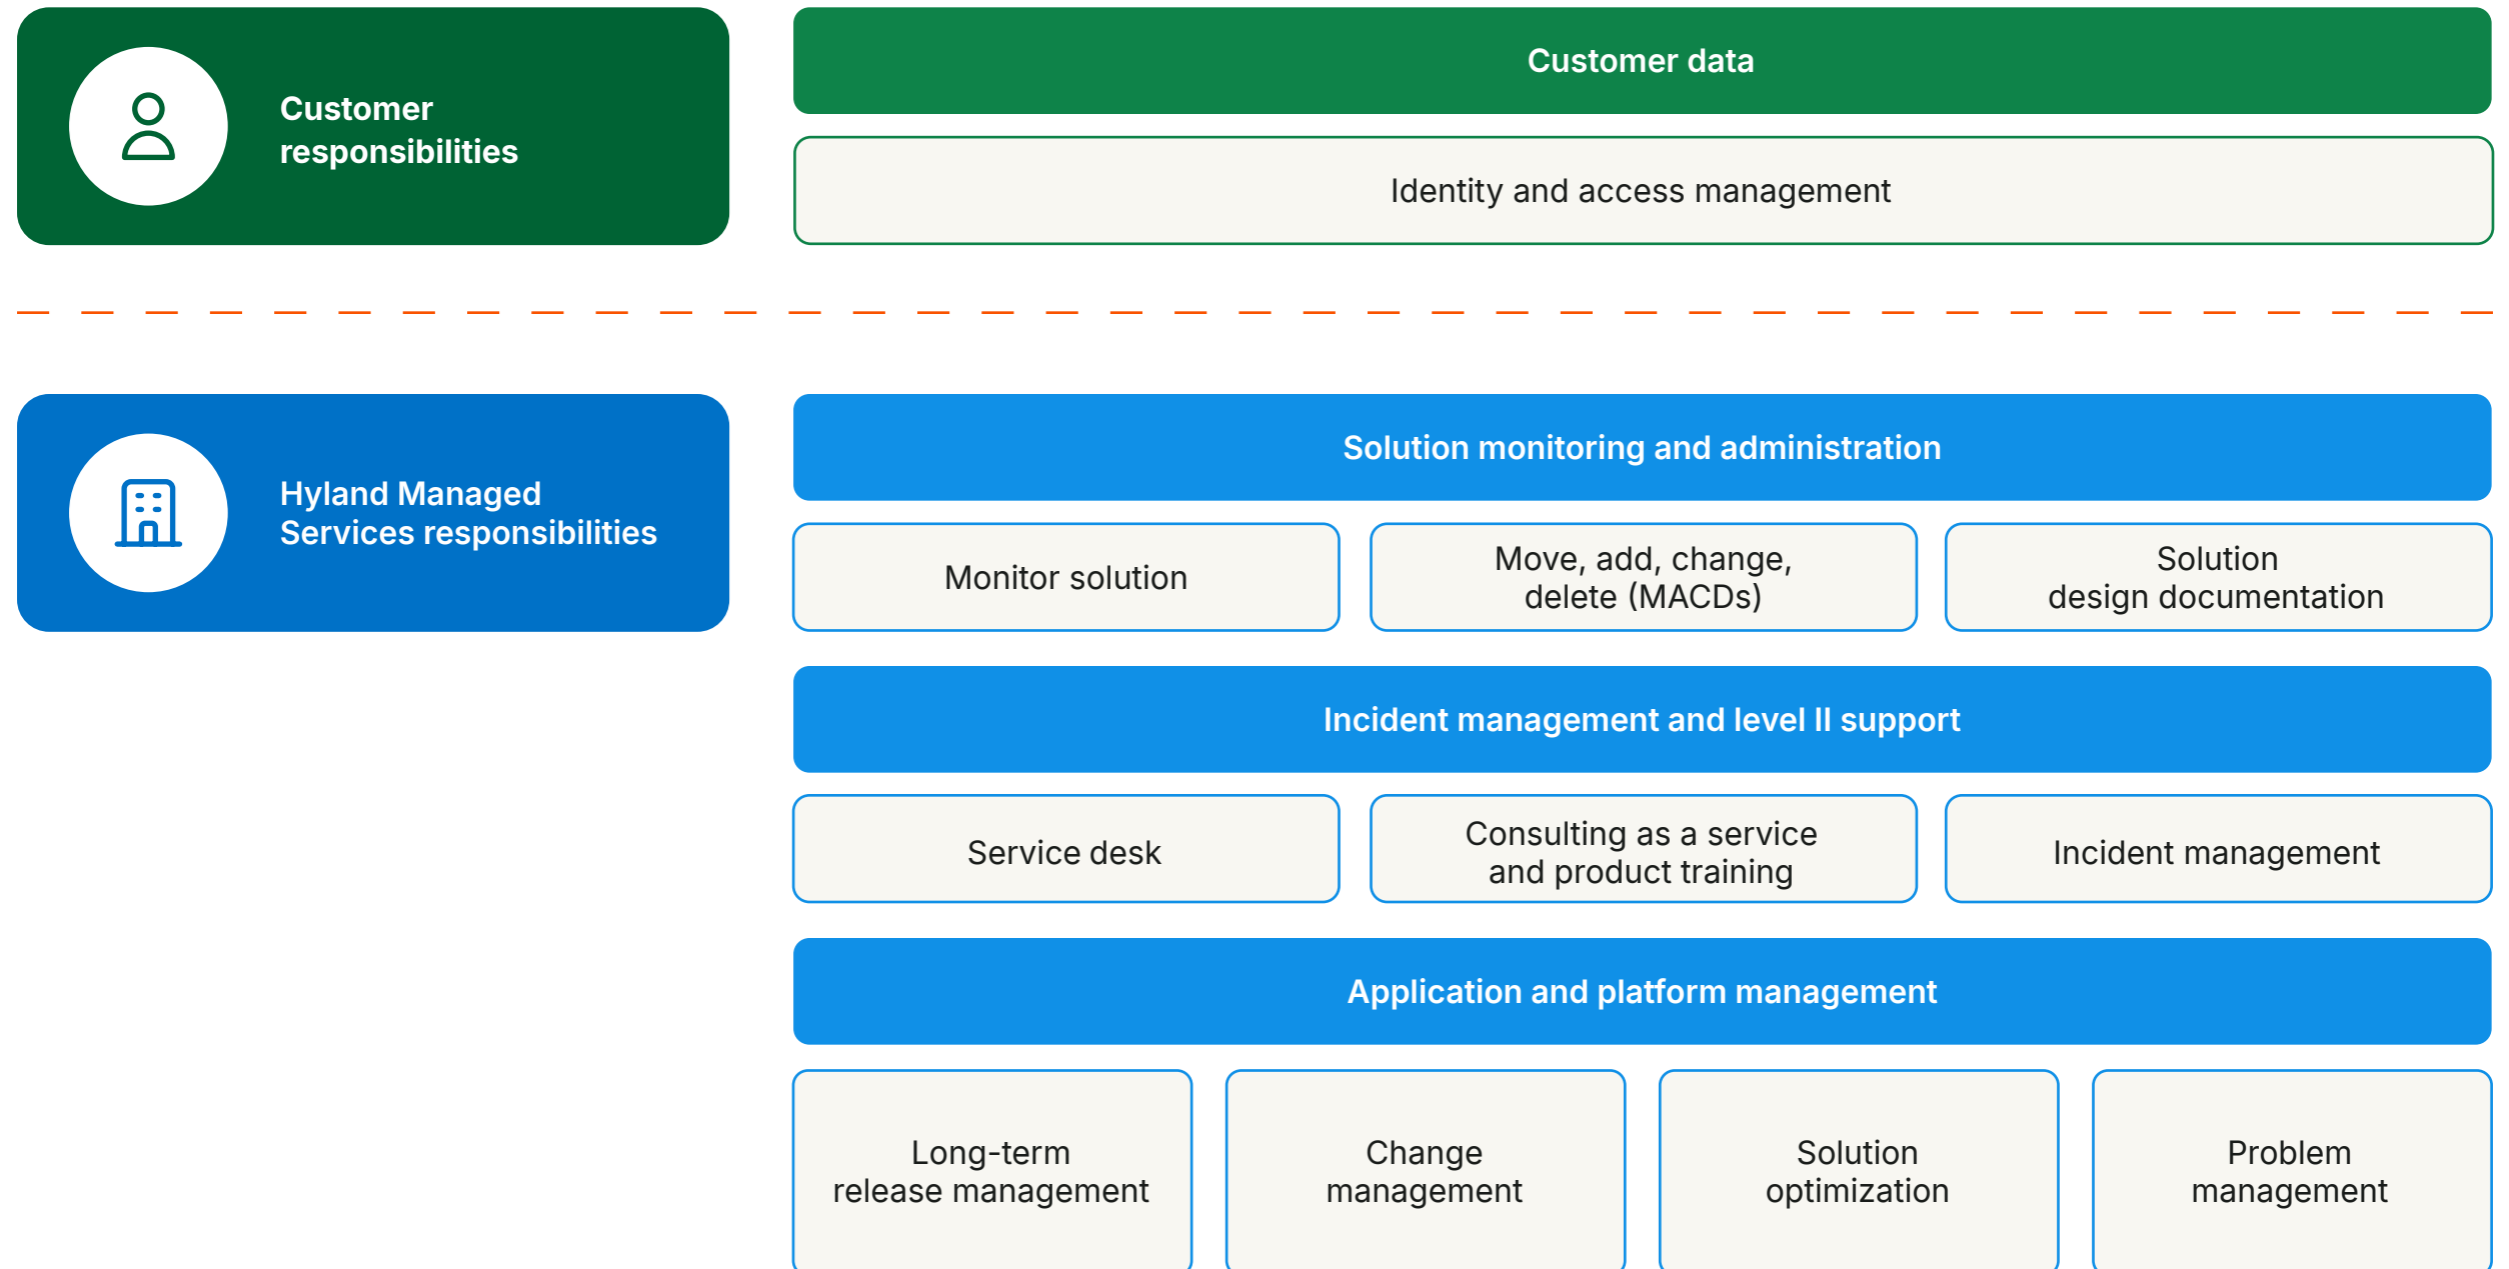 Customer
responsibilities
Customer data
Identity and access management
Hyland Managed
Services responsibilities
Solution monitoring and administration
Monitor solution
Move, add, change,
delete (MACDs)
Solution
design documentation
Incident management and level II support
Service desk
Consulting as a service
and product training
Incident management
Application and platform management
Long-term
release management
Change
management
Solution
optimization
Problem
management